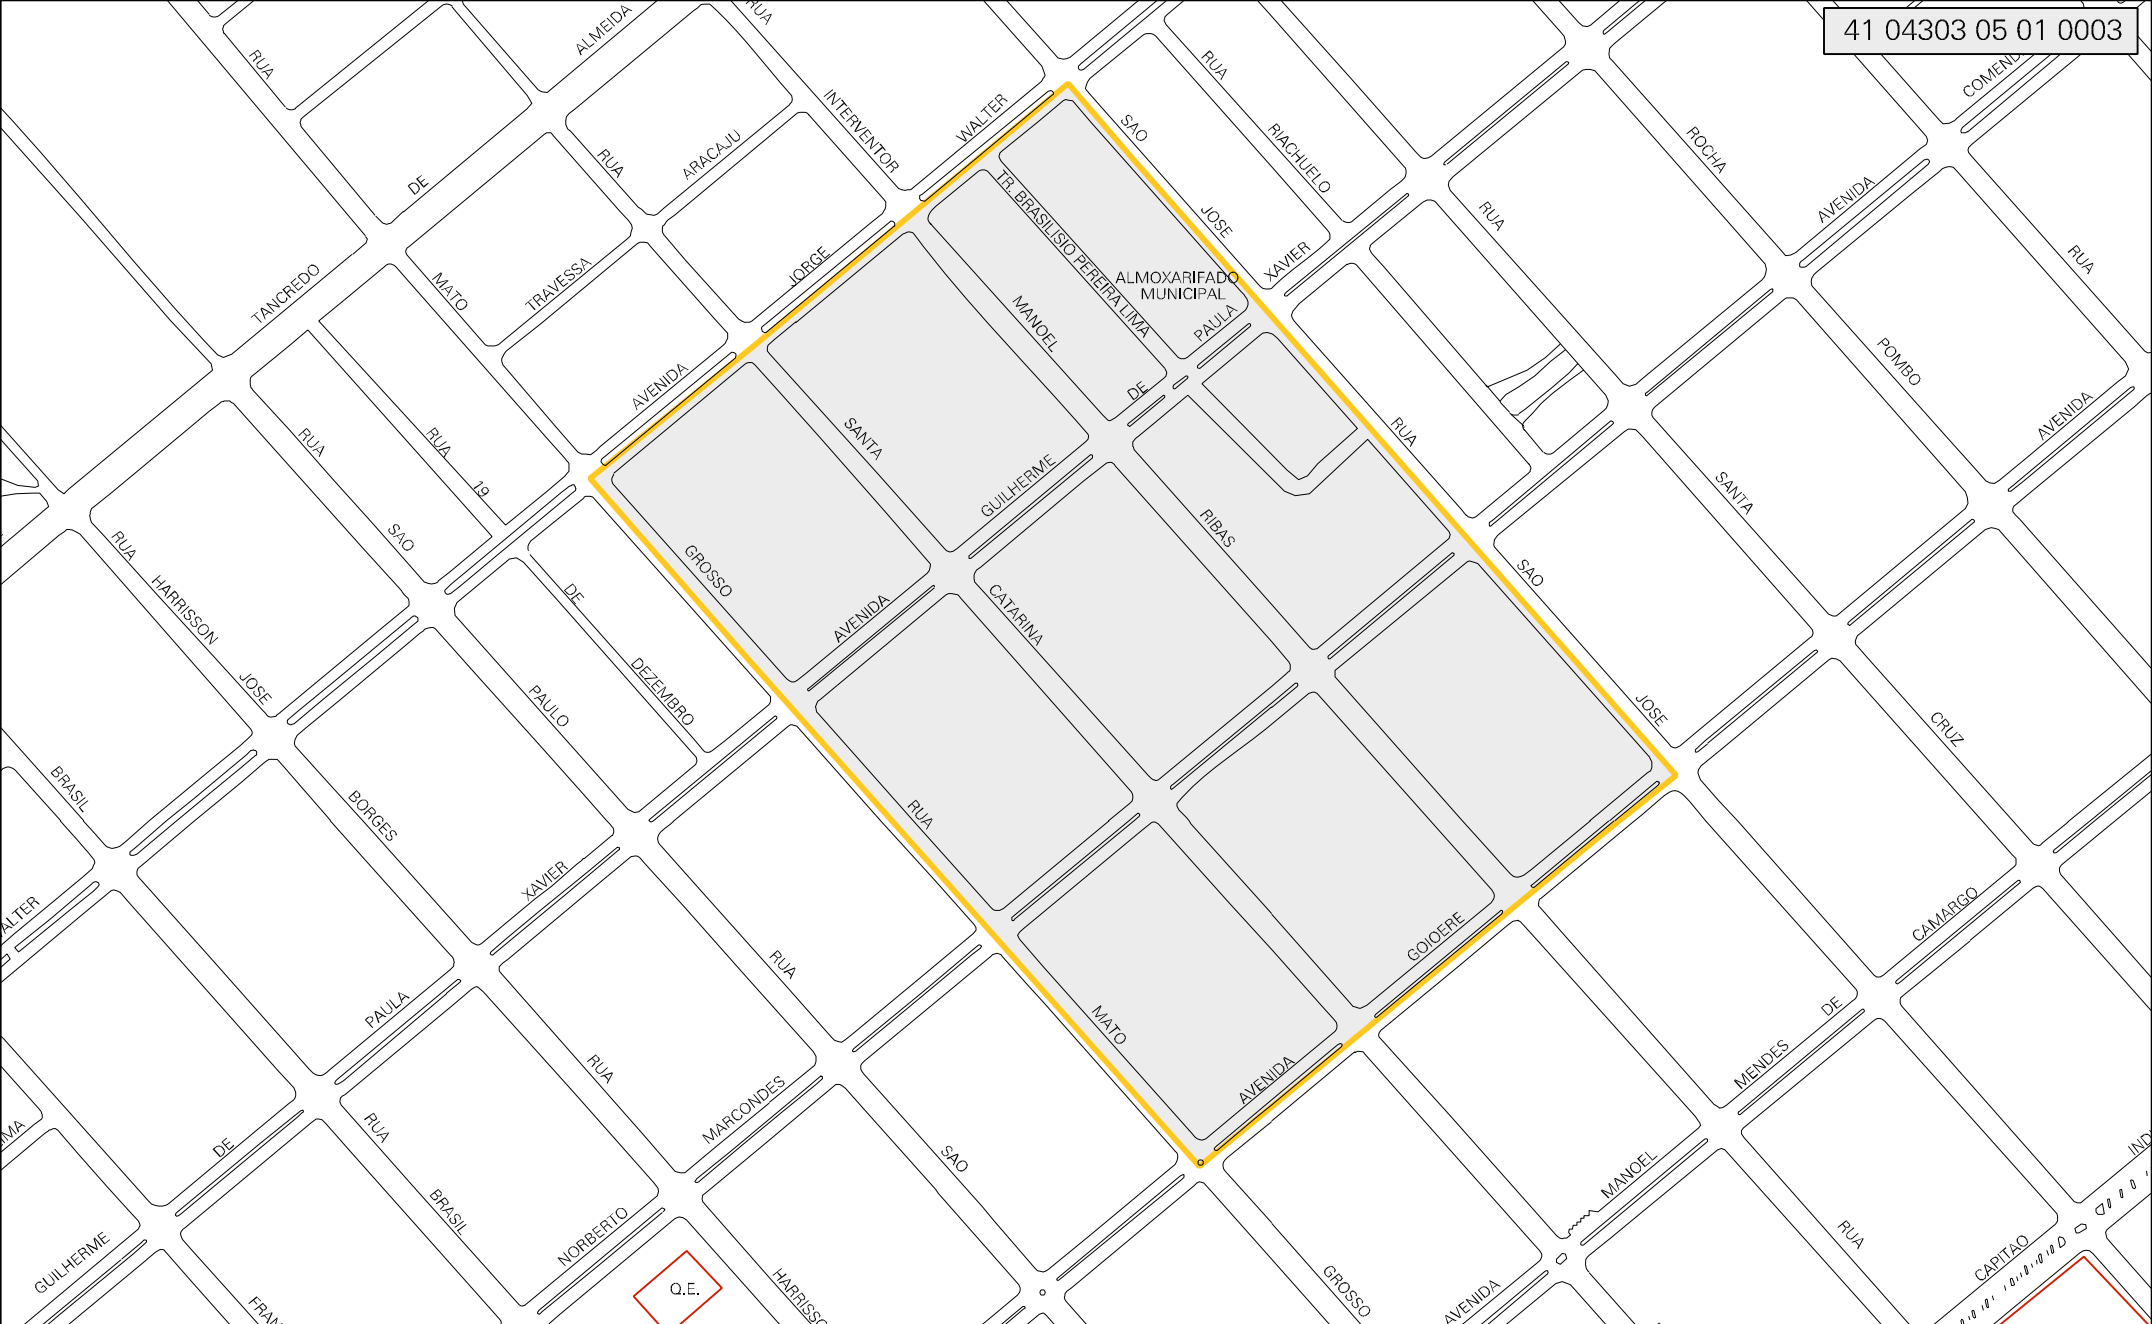 41 04303 05 01 0003
RUA
ALMEIDA
RUA
COMEND
RUA
INTERVENTOR
WALTER
SAO
RIACHUELO
ROCHA
AVENIDA
DE
RUA
ARACAJU
TR. BRASILISIO PEREIRA LIMA
JOSE
XAVIER
RUA
RUA
TANCREDO
MATO
TRAVESSA
JORGE
MANOEL
ALMOXARIFADO
MUNICIPAL
PAULA
POMBO
RUA
RUA
AVENIDA
SANTA
DE
RUA
AVENIDA
19
GUILHERME
RIBAS
SANTA
RUA
SAO
HARRISSON
DE
GROSSO
AVENIDA
CATARINA
SAO
JOSE
PAULO
DEZEMBRO
JOSE
CRUZ
BRASIL
BORGES
RUA
XAVIER
ALTER
GOIOERE
CAMARGO
PAULA
RUA
MATO
DE
RUA
MARCONDES
AVENIDA
MENDES
IMA
DE
RUA
SAO
MANOEL
IND
BRASIL
NORBERTO
RUA
CAPITAO
GUILHERME
Q.E.
HARRISSO
GROSSO
AVENIDA
FRAN